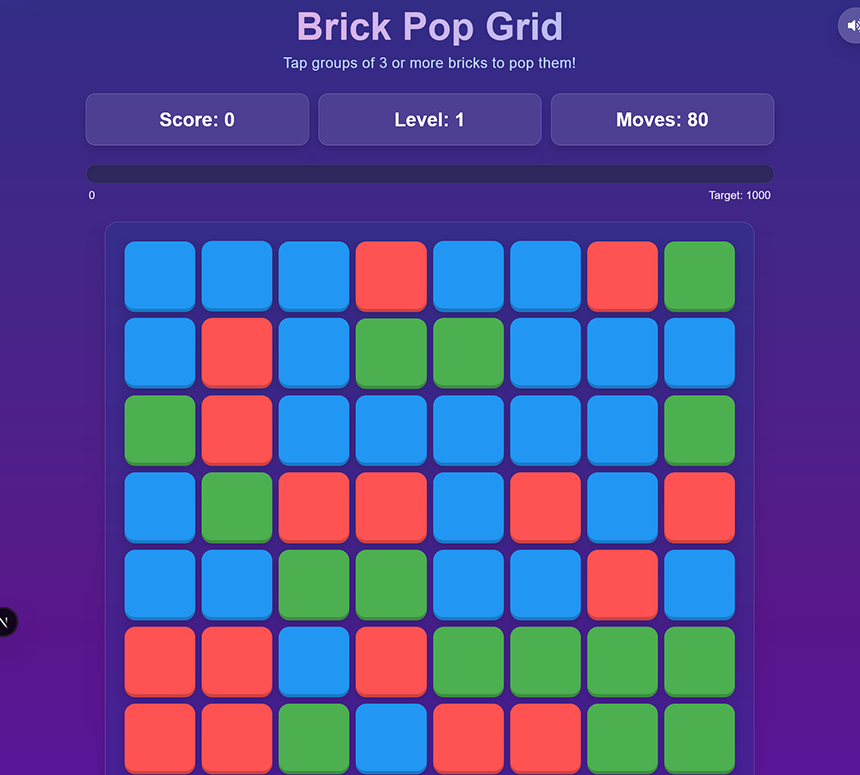 Brick Pop Grid
Tap groups of 3 or more bricks to pop them!
Score: 0
Level: 1
Moves: 80
0
Target: 1000
N